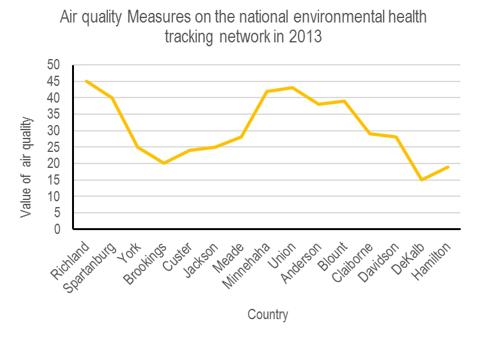 Air quality Measures on the national environmental health
tracking network in 2013
Value of air quality
50
45
40
35
30
25
20
15
10
5
0
Richland
Spartanburg
York
Brookings
Custer
Jackson
Meade
Minnehaha
Union
Anderson
Blount
Claiborne
Davidson
DeKalb
Hamilton
Country